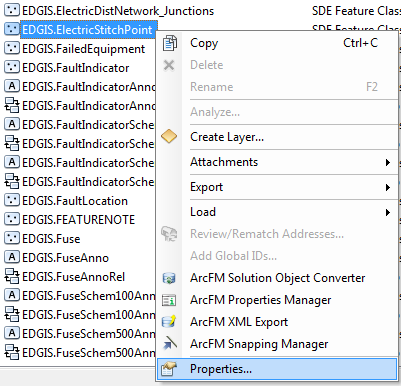 EDGIS.ElectricDistNetwork_Junctions SDE Feature Class
EDGIS.ElectricStitchPoint
EDGIS.FailedEquipment
EDGIS.FaultIndicator
EDGIS.FaultIndicatorAnno
EDGIS.FaultIndicatorAnno
EDGIS.FaultIndicatorSche
EDGIS.FaultIndicatorSche
EDGIS.FaultIndicatorSche
EDGIS.FaultIndicatorSche
EDGIS.FaultLocation
EDGIS.FEATURENOTE
EDGIS.Fuse
EDGIS.FuseAnno
EDGIS.FuseAnnoRel
EDGIS.FuseSchem100Ann
EDGIS.FuseSchem100Ann
EDGIS.FuseSchem500Ann
EDGIS.FuseSchem500Ann
Copy Ctrl+C
Delete
Rename F2
Analyze...
Create Layer...
Attachments
Export
Load
Review/Rematch Addresses...
Add Global IDs...
ArcFM Solution Object Converter
ArcFM Properties Manager
ArcFM XML Export
ArcFM Snapping Manager
Properties...